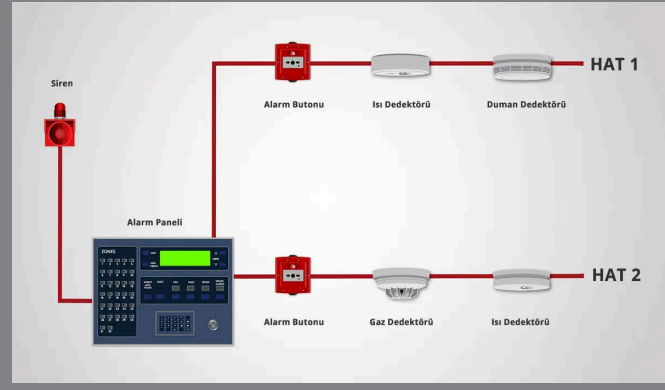 HAT 1
Siren
Alarm Butonu
Isı Dedektörü
Duman Dedektörü
Alarm Paneli
ZONES
HAT 2
Alarm Butonu
Gaz Dedektörü
Isı Dedektörü